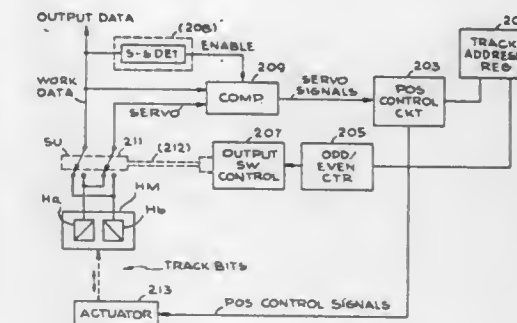 OUTPUT DATA
(208)
S-S DET
ENABLE
209
COMP
SERVO
SIGNALS
203
POS
CONTROL
CKT
20
TRACK
ADDRESS
REG
WORK
DATA
SERVO
SU
211
(212)
207
OUTPUT
SW
CONTROL
205
ODD/
EVEN
CTR
HM
Ha
Hb
TRACK BITS
213
ACTUATOR
POS CONTROL SIGNALS